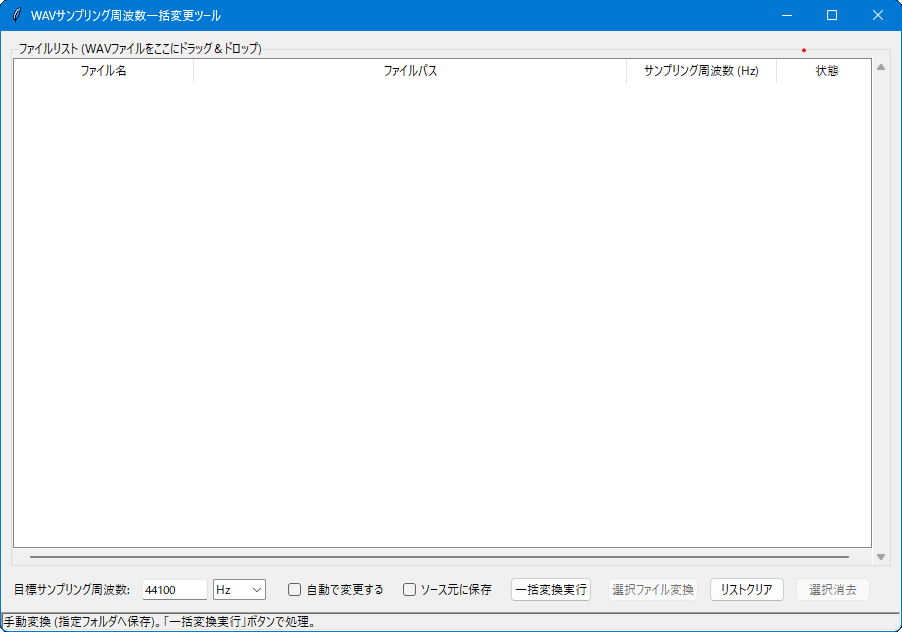 WAVサンプリング周波数一括変更ツール
ファイルリスト (WAVファイルをここにドラッグ＆ドロップ)
ファイル名 ファイルパス サンプリング周波数 (Hz) 状態
目標サンプリング周波数: 44100 Hz 自動で変更する ソース元に保存 一括変換実行 選択ファイル変換 リストクリア 選択消去
手動変換 (指定フォルダへ保存)。「一括変換実行」ボタンで処理。